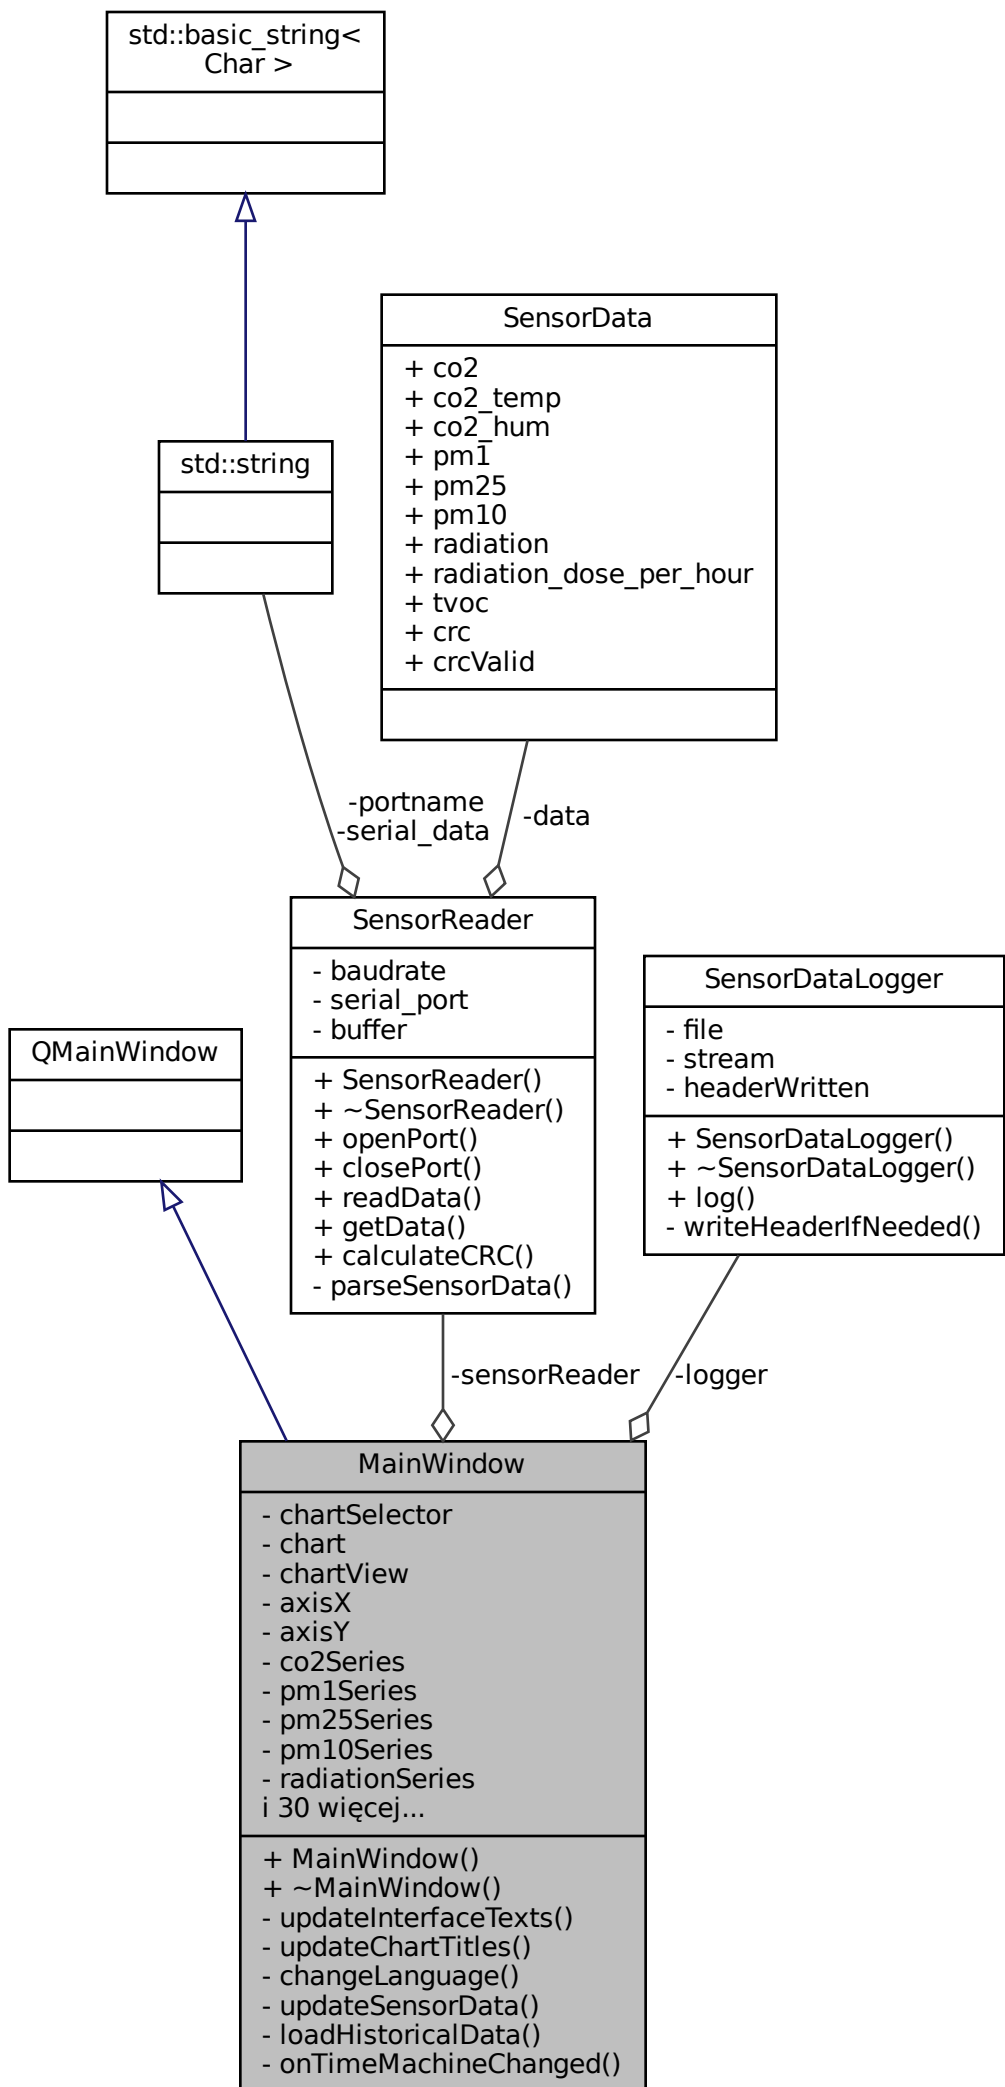 std::basic_string<
Char >
SensorData
+ co2
+ co2_temp
+ co2_hum
+ pm1
+ pm25
+ pm10
+ radiation
+ radiation_dose_per_hour
+ tvoc
+ crc
+ crcValid
std::string
-portname
-serial_data
-data
SensorReader
- baudrate
- serial_port
- buffer
+ SensorReader()
+ ~SensorReader()
+ openPort()
+ closePort()
+ readData()
+ getData()
+ calculateCRC()
- parseSensorData()
SensorDataLogger
- file
- stream
- headerWritten
+ SensorDataLogger()
+ ~SensorDataLogger()
+ log()
- writeHeaderIfNeeded()
QMainWindow
-sensorReader
-logger
MainWindow
- chartSelector
- chart
- chartView
- axisX
- axisY
- co2Series
- pm1Series
- pm25Series
- pm10Series
- radiationSeries
i 30 więcej...
+ MainWindow()
+ ~MainWindow()
- updateInterfaceTexts()
- updateChartTitles()
- changeLanguage()
- updateSensorData()
- loadHistoricalData()
- onTimeMachineChanged()